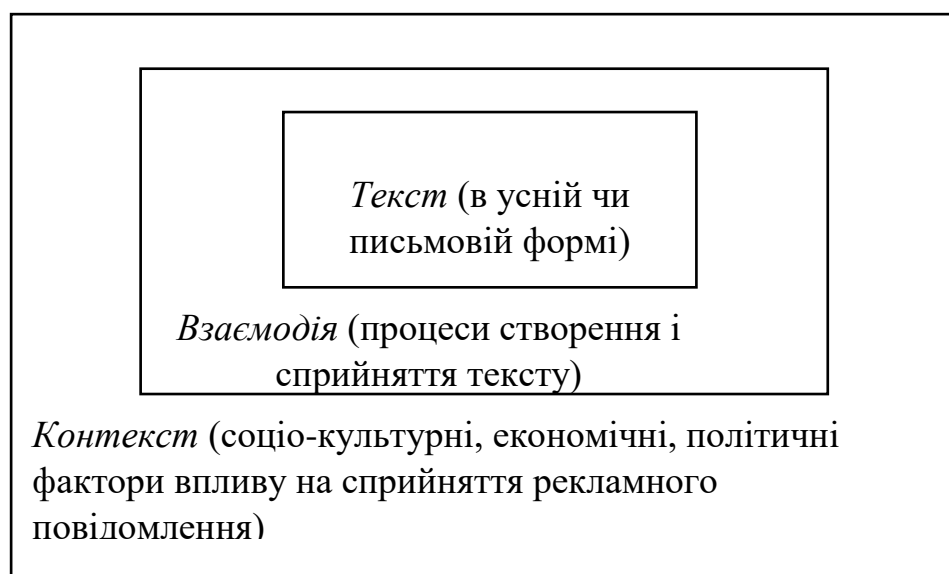 Текст (в усній чи
письмовій формі)
Взаємодія (процеси створення і
сприйняття тексту)
Контекст (соціо-культурні, економічні, політичні
фактори впливу на сприйняття рекламного
повідомлення)